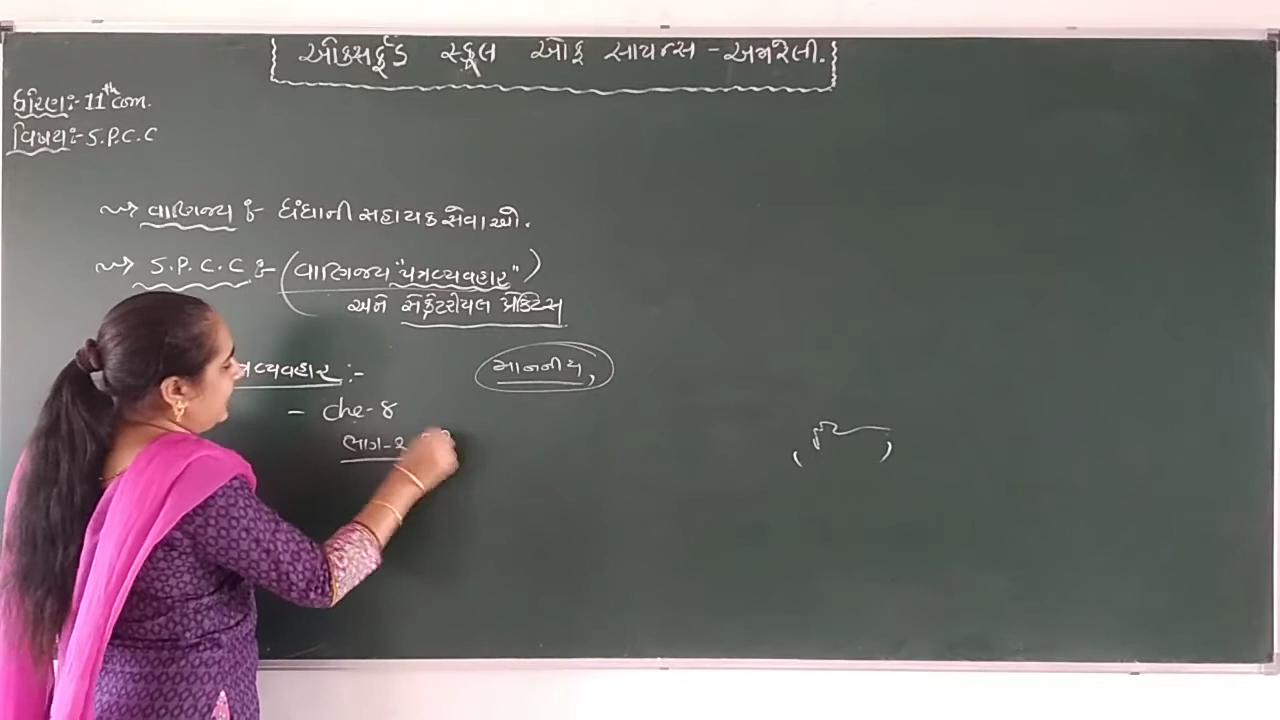 ઓક્સફર્ડ સ્કૂલ ઓફ સાયન્સ - અમરેલી.
ધોરણ:- 11th com.
વિષય:- S.P.C.C
વાણિજ્ય :- ધંધાની સહાયક સેવાઓ.
S.P.C.C :- (વાણિજ્ય "પત્રવ્યવહાર")
અને સેક્રેટરીયલ પ્રેક્ટિસ
ત્રવ્યવહાર :-
માનનીય,
- che - 8
ભાગ-2